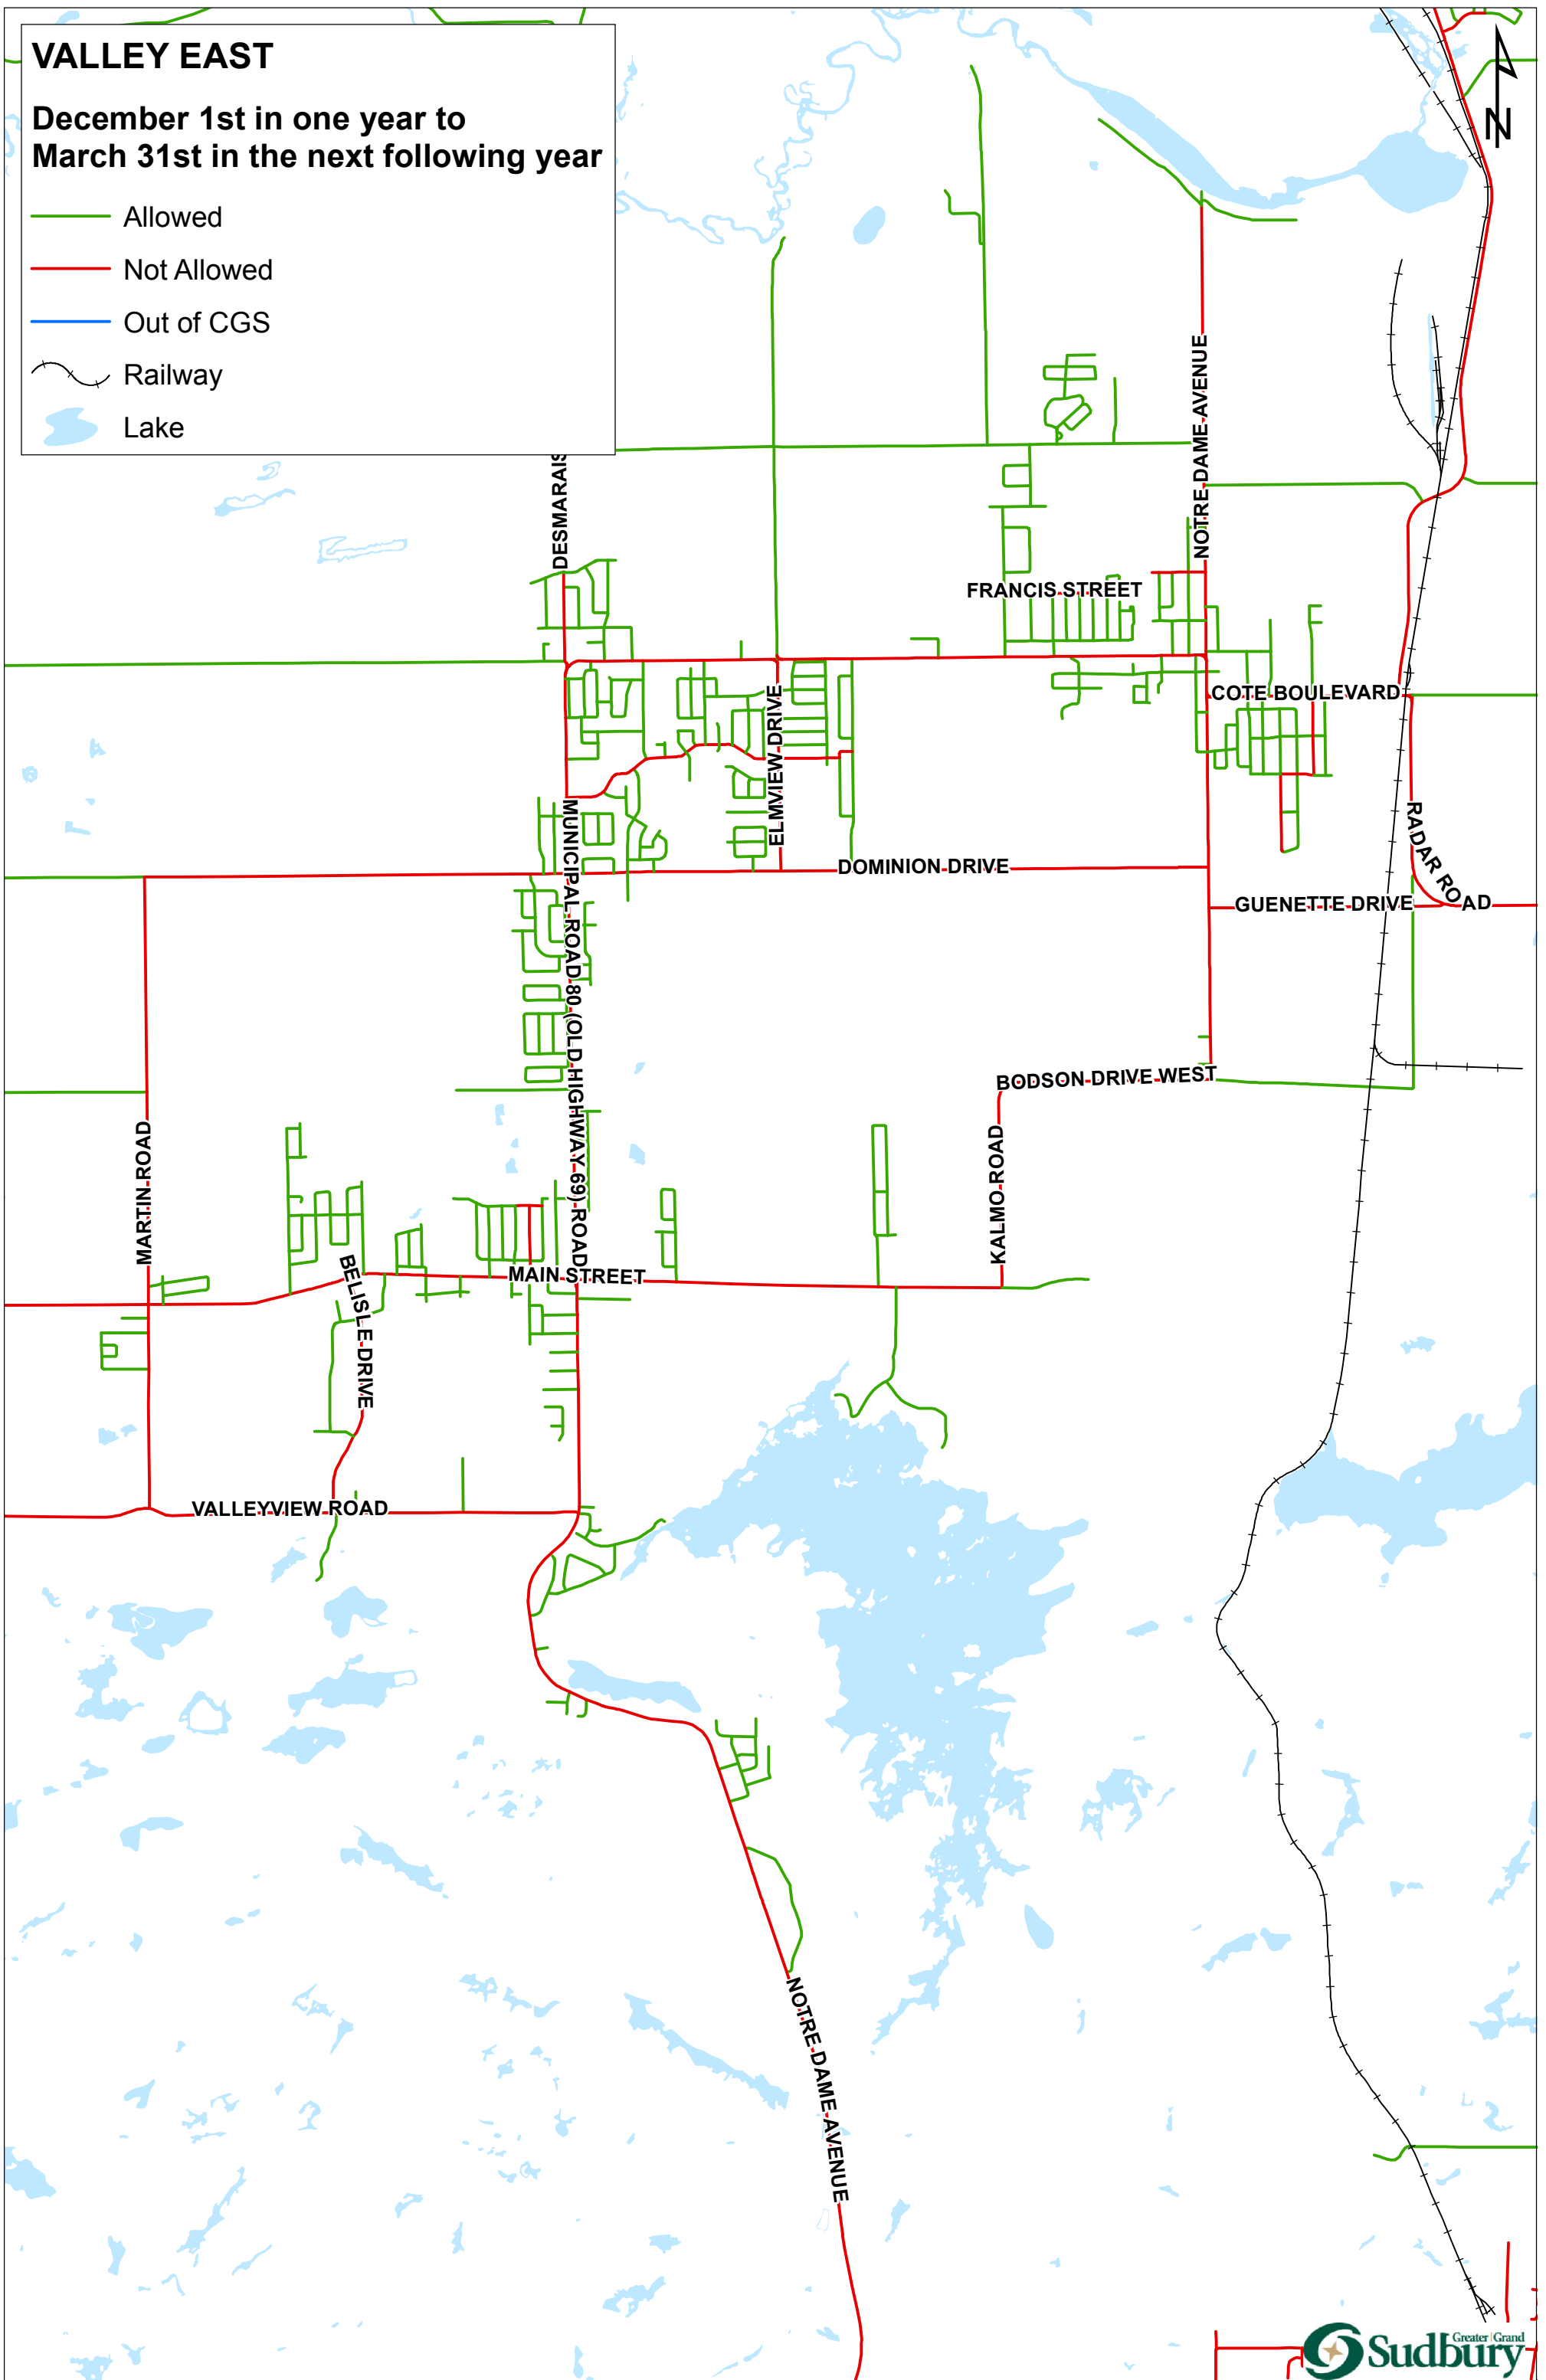 VALLEY EAST
December 1st in one year to
March 31st in the next following year
Allowed
Not Allowed
Out of CGS
Railway
Lake
N
DESMARAIS
NOTRE DAME AVENUE
FRANCIS STREET
COTE BOULEVARD
ELMVIEW DRIVE
MUNICIPAL ROAD 80 (OLD HIGHWAY 69) ROAD
DOMINION DRIVE
RADAR ROAD
GUENETTE DRIVE
BODSON DRIVE WEST
MARTIN ROAD
KALMO ROAD
BELISLE DRIVE
MAIN STREET
VALLEYVIEW ROAD
NOTRE DAME AVENUE
Greater | Grand
Sudbury